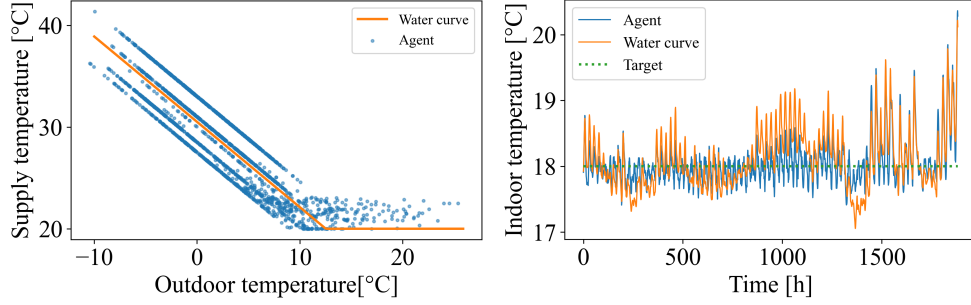 Supply temperature [°C]
40
30
20
−10
0
10
20
Outdoor temperature[°C]
Water curve
Agent
Indoor temperature [°C]
20
19
18
17
0
500
1000
1500
Time [h]
Agent
Water curve
Target